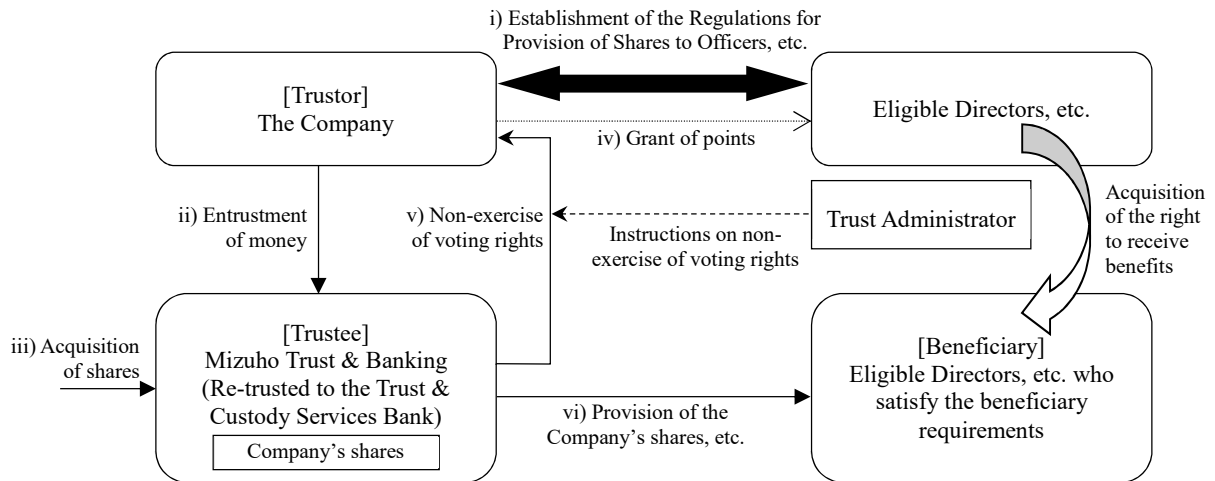 i) Establishment of the Regulations for
Provision of Shares to Officers, etc.
[Trustor]
The Company
Eligible Directors, etc.
iv) Grant of points
ii) Entrustment
of money
v) Non-exercise
of voting rights
Instructions on non-
exercise of voting rights
Trust Administrator
Acquisition
of the right
to receive
benefits
iii) Acquisition
of shares
[Trustee]
Mizuho Trust & Banking
(Re-trusted to the Trust &
Custody Services Bank)
Company's shares
vi) Provision of the
Company's shares, etc.
[Beneficiary]
Eligible Directors, etc. who
satisfy the beneficiary
requirements